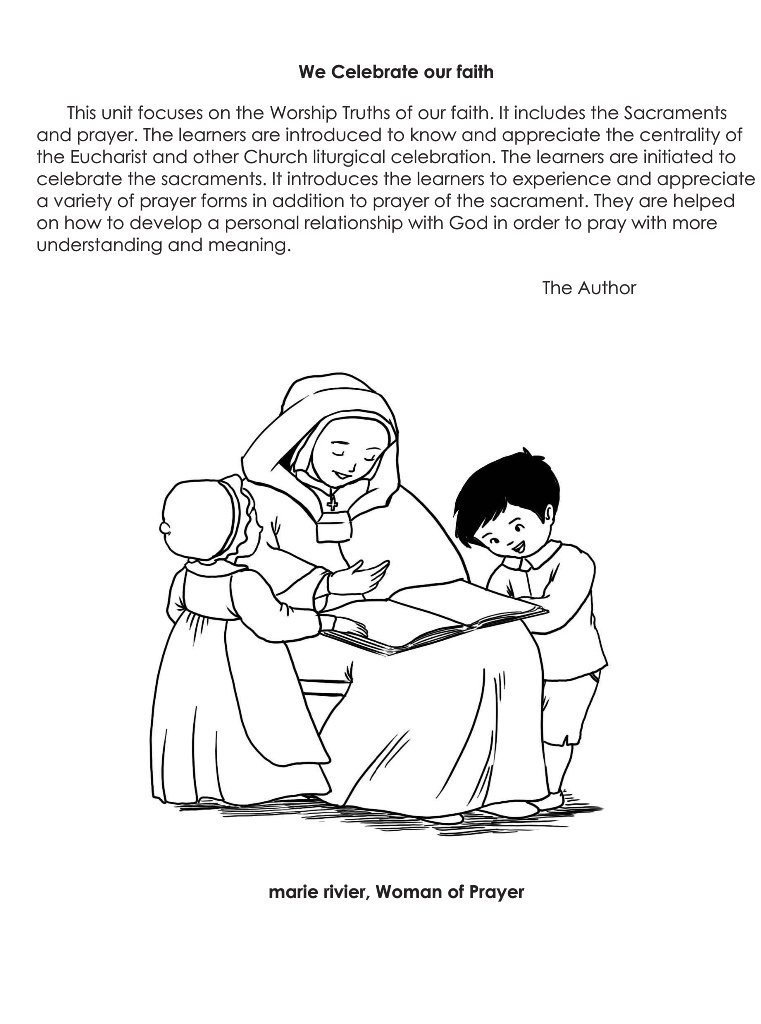 We Celebrate our faith
This unit focuses on the Worship Truths of our faith. It includes the Sacraments
and prayer. The learners are introduced to know and appreciate the centrality of
the Eucharist and other Church liturgical celebration. The learners are initiated to
celebrate the sacraments. It introduces the learners to experience and appreciate
a variety of prayer forms in addition to prayer of the sacrament. They are helped
on how to develop a personal relationship with God in order to pray with more
understanding and meaning.
The Author
marie rivier, Woman of Prayer